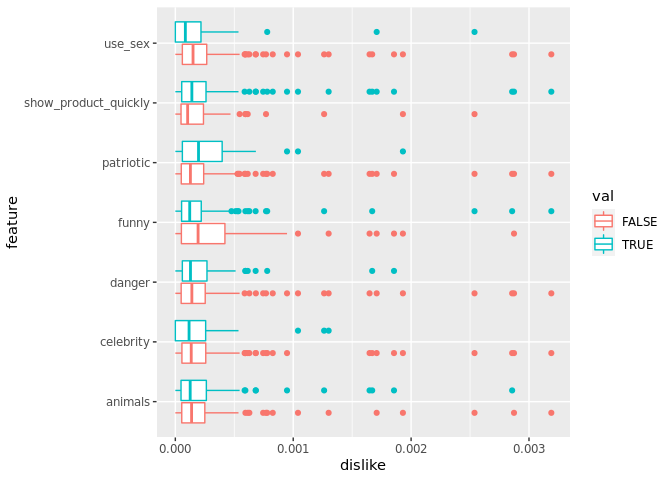 use_sex
show_product_quickly
patriotic
funny
danger
celebrity
animals
feature
0.000 0.001 0.002 0.003
dislike
val
FALSE
TRUE